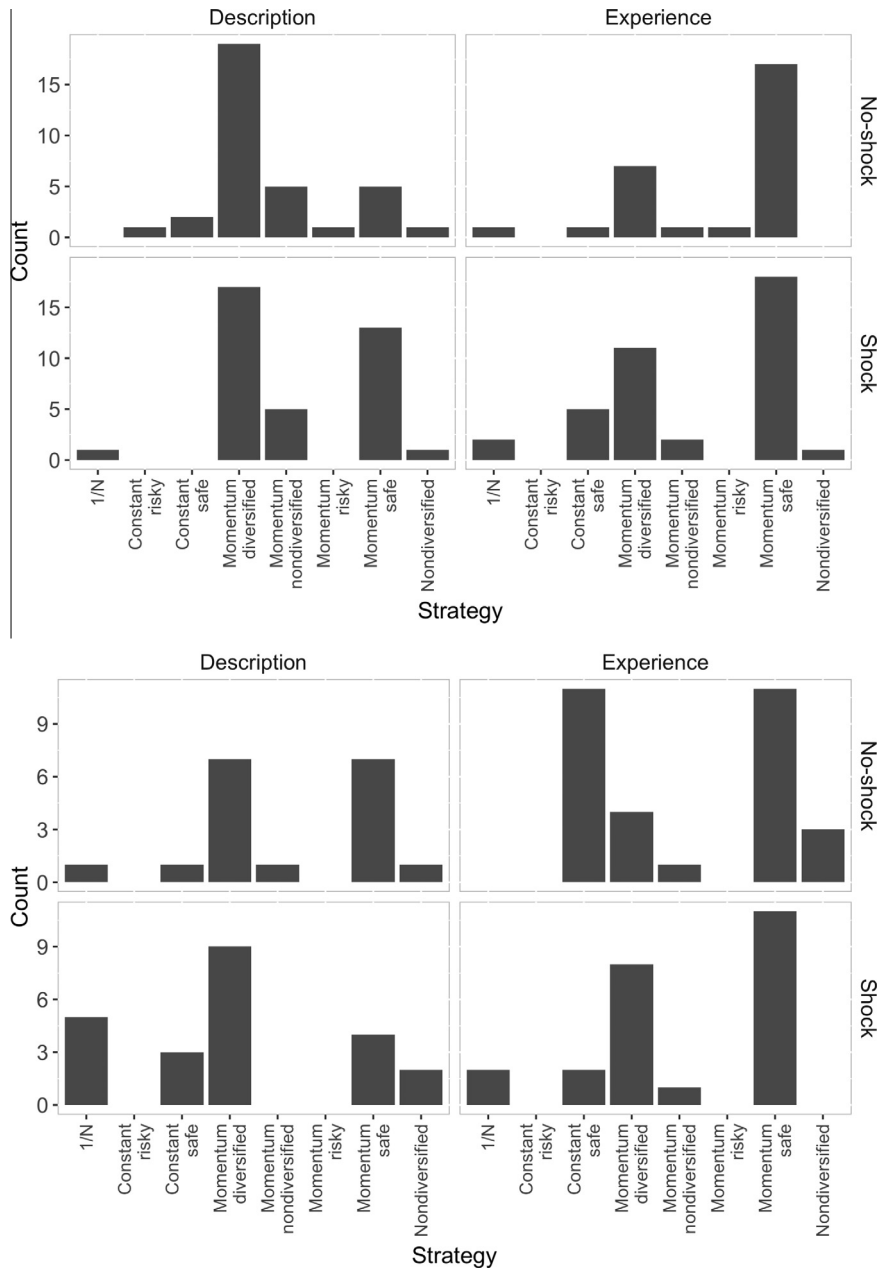 Description Experience
15
10
5
0
No-shock
Count
15
10
5
0
Shock
1/N
Constant
risky
Constant
safe
Momentum
diversified
Momentum
nondiversified
Momentum
risky
Momentum
safe
Nondiversified
1/N
Constant
risky
Constant
safe
Momentum
diversified
Momentum
nondiversified
Momentum
risky
Momentum
safe
Nondiversified
Strategy
Description Experience
9
6
3
0
No-shock
Count
9
6
3
0
Shock
1/N
Constant
risky
Constant
safe
Momentum
diversified
Momentum
nondiversified
Momentum
risky
Momentum
safe
Nondiversified
1/N
Constant
risky
Constant
safe
Momentum
diversified
Momentum
nondiversified
Momentum
risky
Momentum
safe
Nondiversified
Strategy